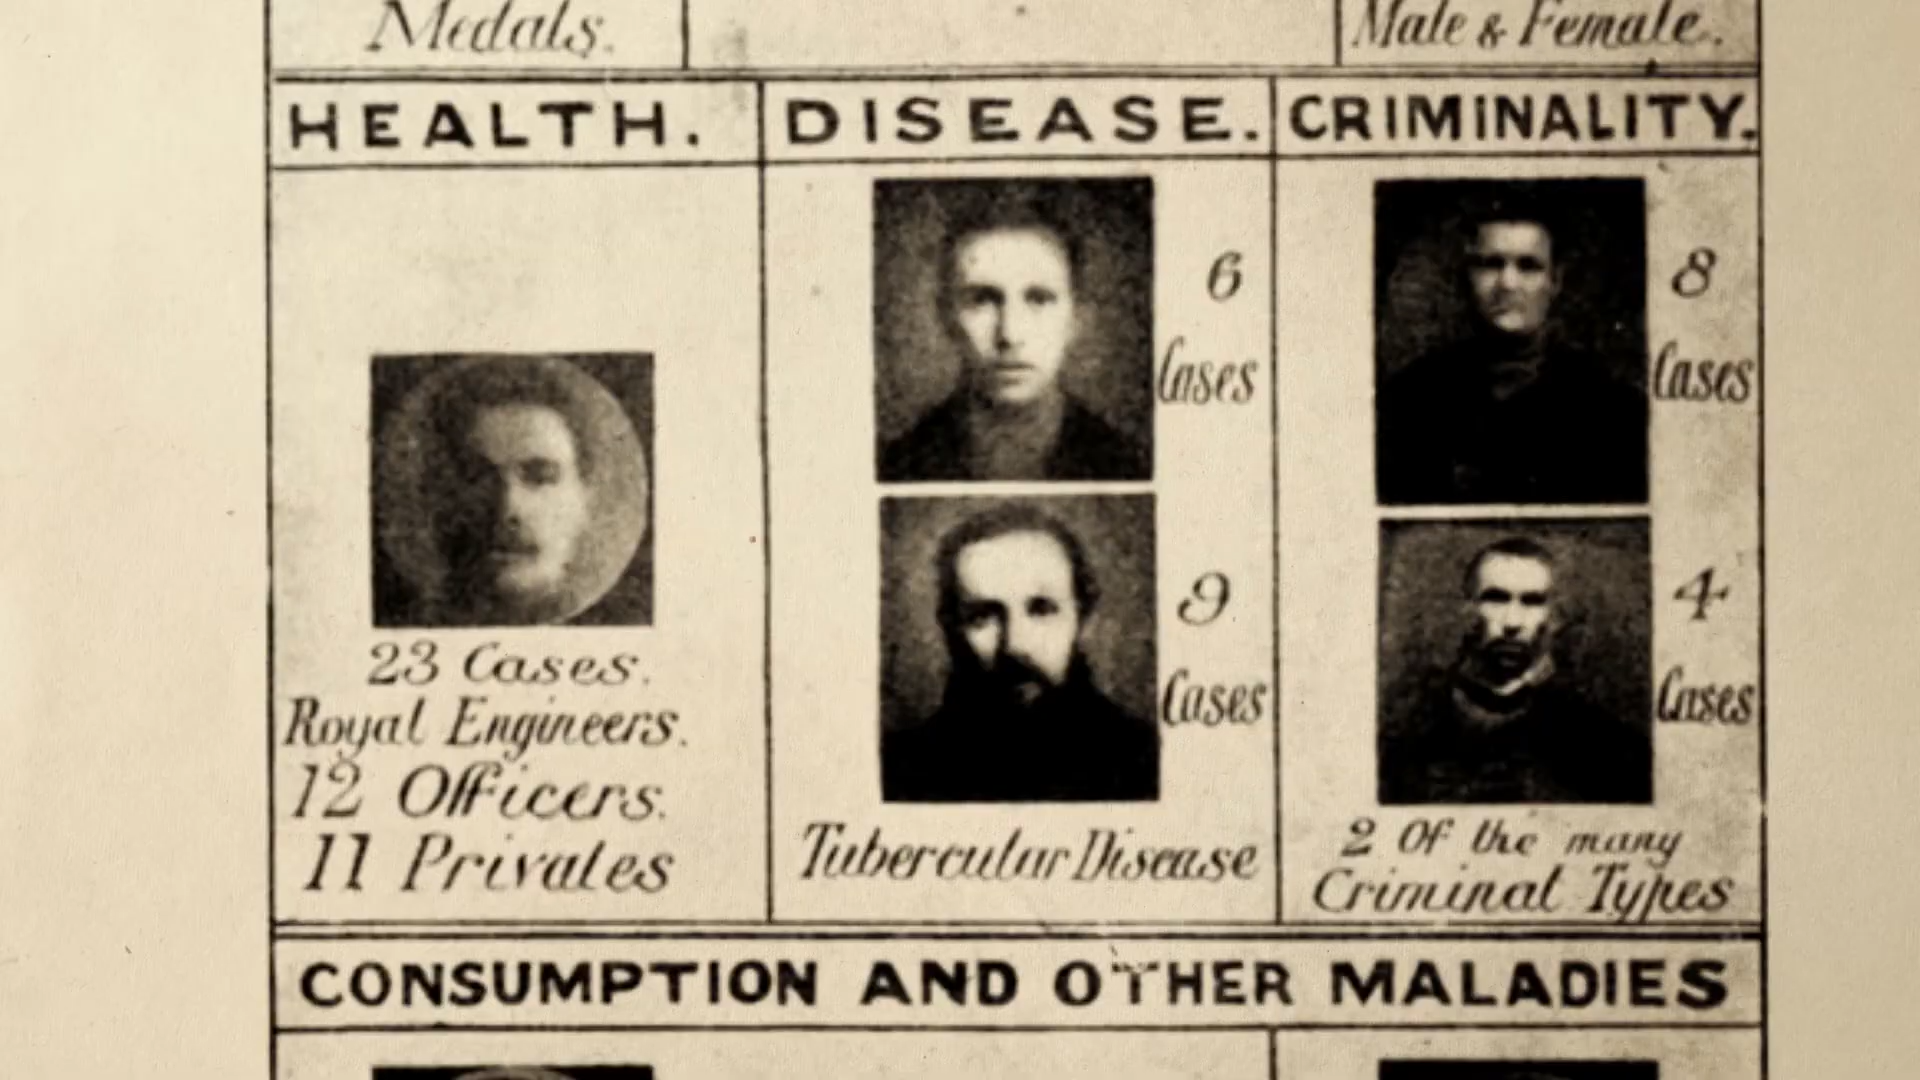 Medals.
Male & Female.
HEALTH.
DISEASE.
CRIMINALITY.
6
Cases
8
Cases
9
Cases
4
Cases
23 Cases.
Royal Engineers.
12 Officers.
11 Privates
Tubercular Disease
2 Of the many
Criminal Types
CONSUMPTION AND OTHER MALADIES